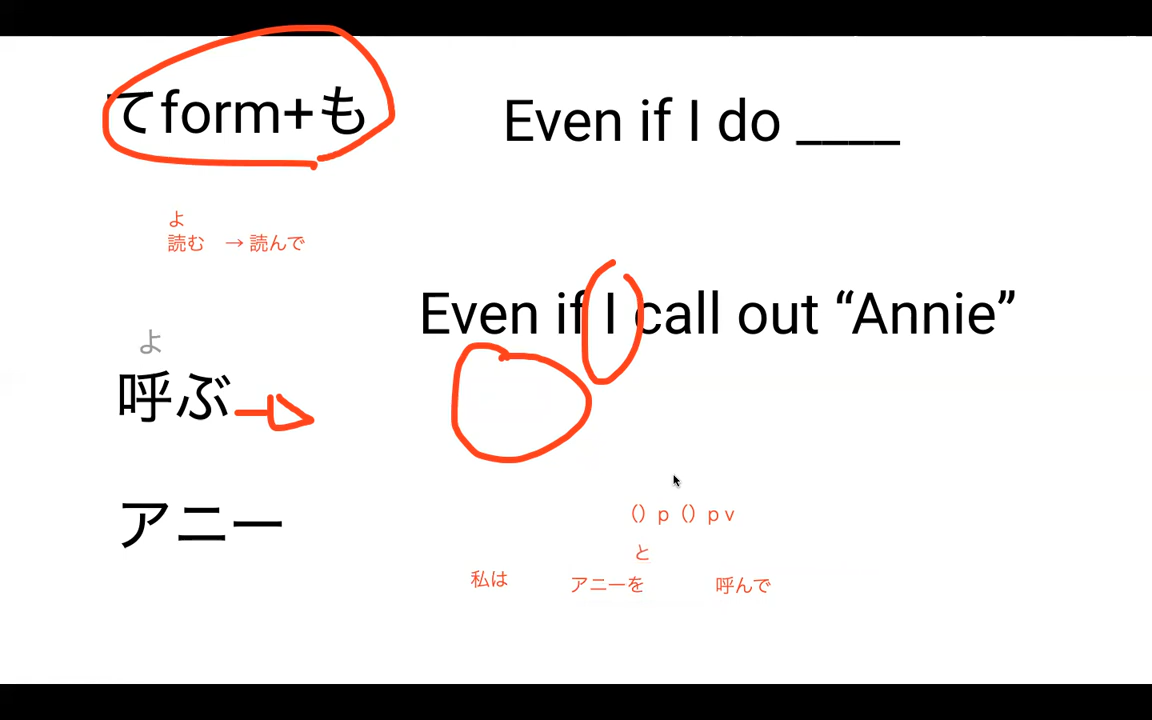 てform+も
Even if I do ____
よ
読む → 読んで
Even if I call out “Annie”
よ
呼ぶ
アニー
() p () p v
と
私は アニーを 呼んで